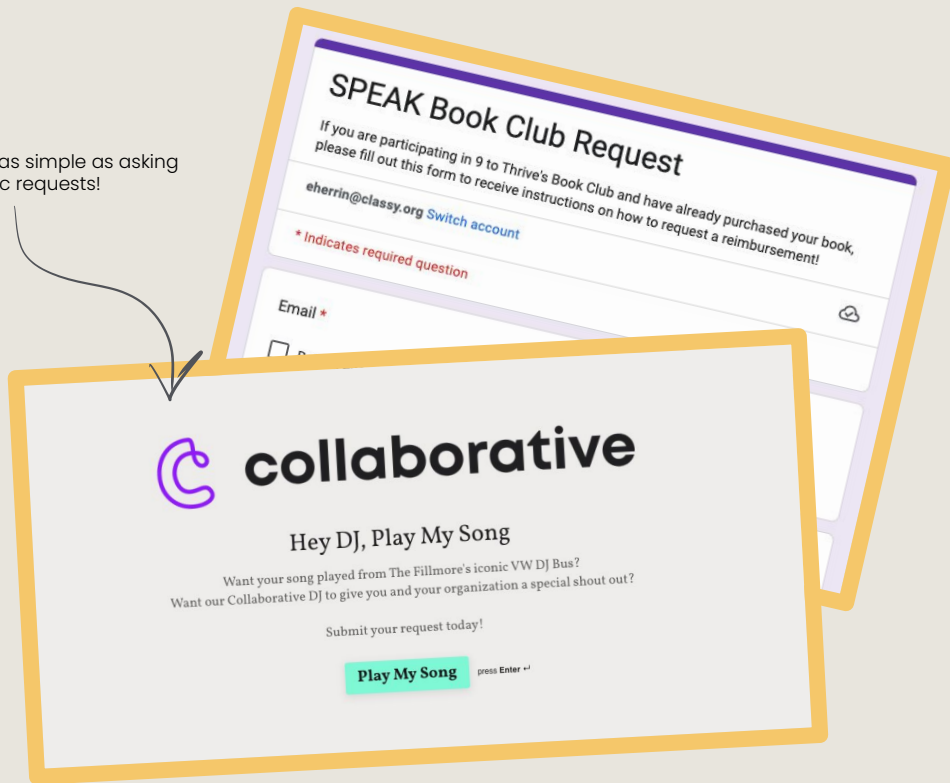 as simple as asking
c requests!
SPEAK Book Club Request
If you are participating in 9 to Thrive's Book Club and have already purchased your book,
please fill out this form to receive instructions on how to request a reimbursement!
eherrin@classy.org Switch account
* Indicates required question
Email *
collaborative
Hey DJ, Play My Song
Want your song played from The Fillmore's iconic VW DJ Bus?
Want our Collaborative DJ to give you and your organization a special shout out?
Submit your request today!
Play My Song press Enter ↵